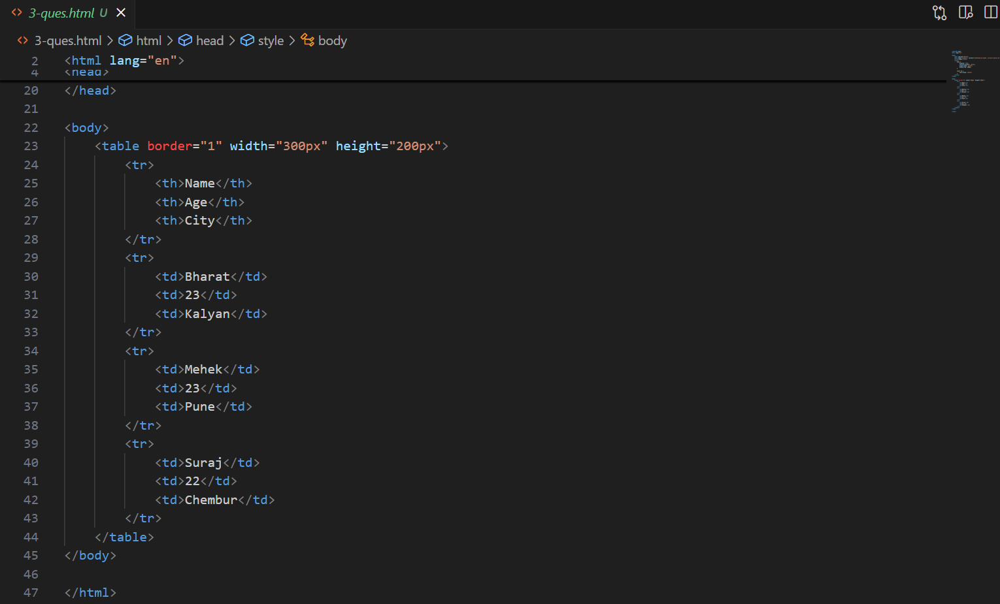 3-ques.html U
3-ques.html > html > head > style > body
2 <html lang="en">
4 <head>
20 </head>
21
22 <body>
23 <table border="1" width="300px" height="200px">
24 <tr>
25 <th>Name</th>
26 <th>Age</th>
27 <th>City</th>
28 </tr>
29 <tr>
30 <td>Bharat</td>
31 <td>23</td>
32 <td>Kalyan</td>
33 </tr>
34 <tr>
35 <td>Mehek</td>
36 <td>23</td>
37 <td>Pune</td>
38 </tr>
39 <tr>
40 <td>Suraj</td>
41 <td>22</td>
42 <td>Chembur</td>
43 </tr>
44 </table>
45 </body>
46
47 </html>